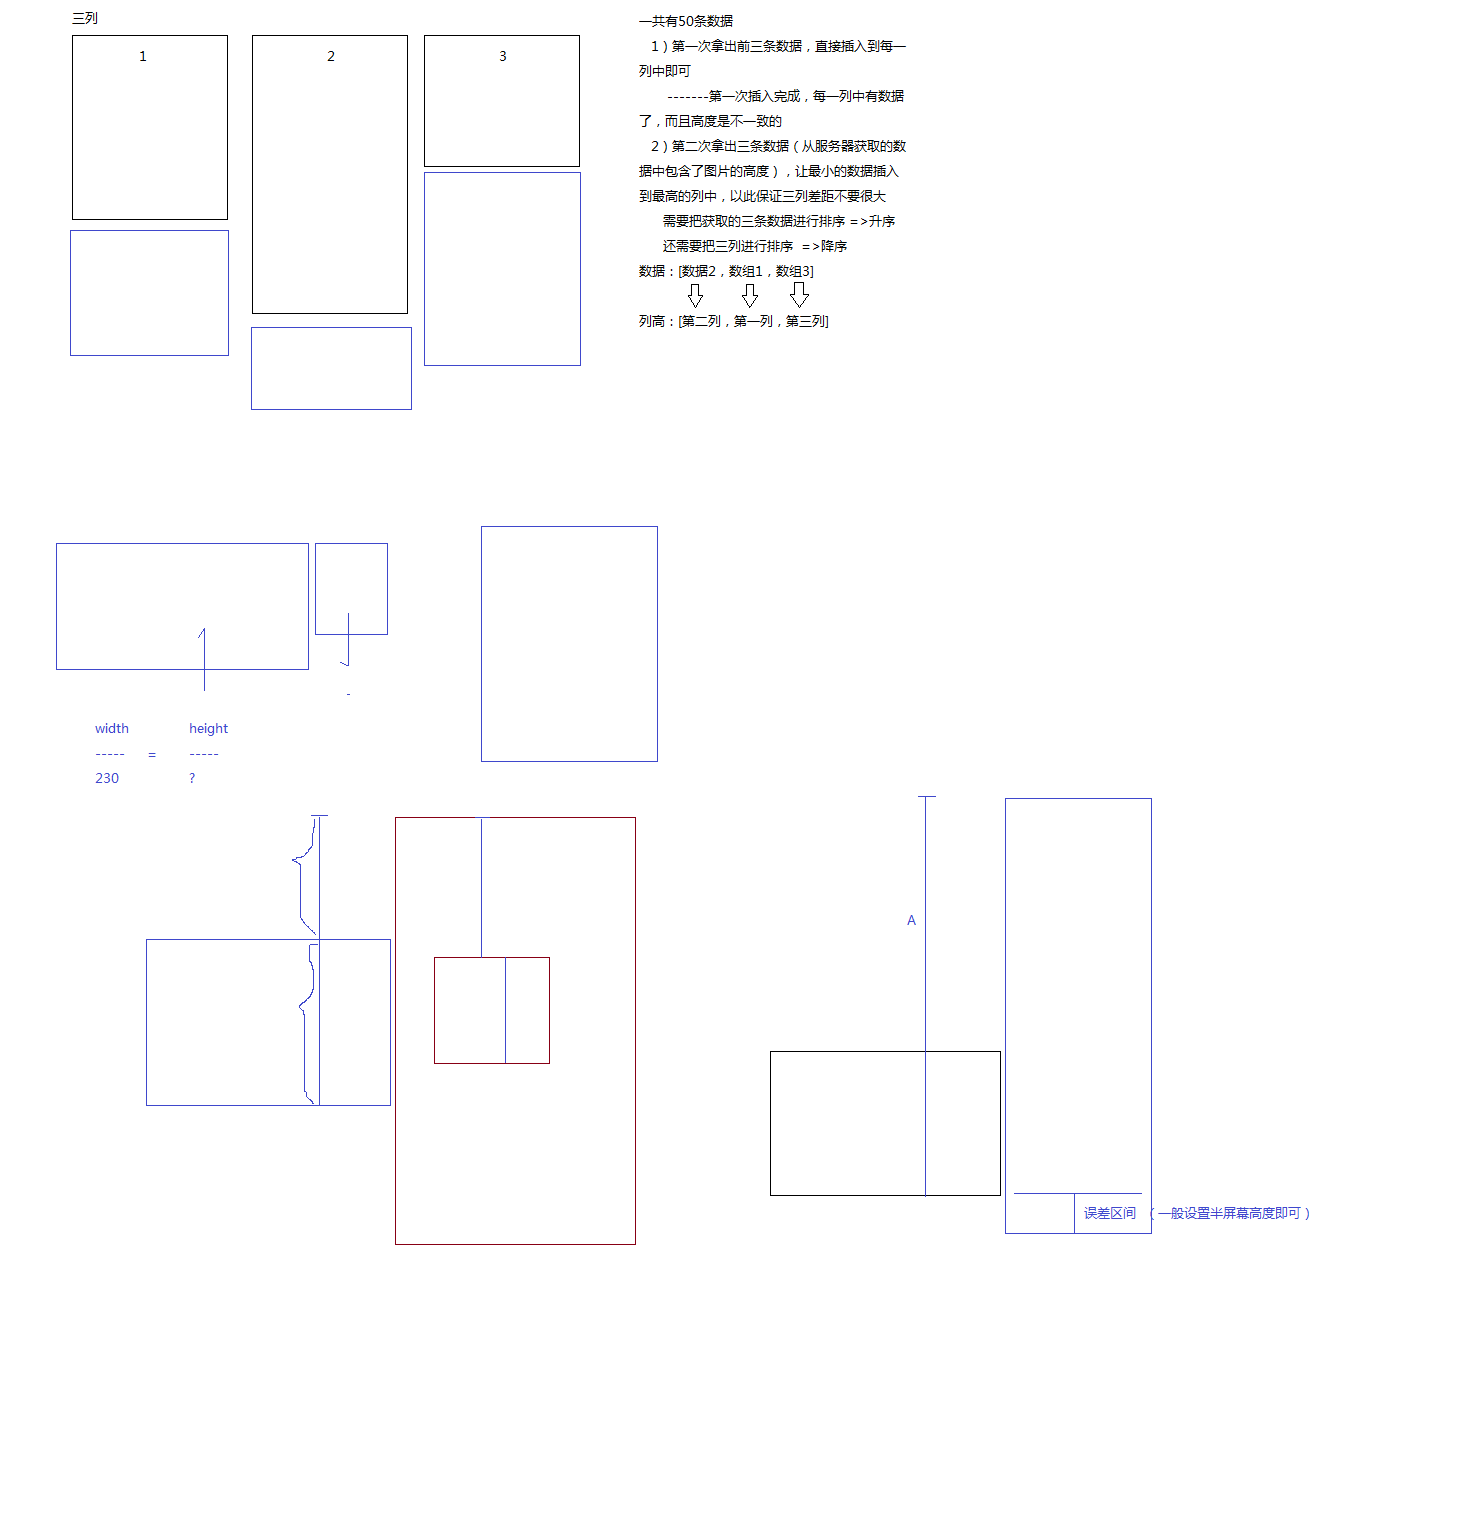 三列
1
2
3
一共有50条数据
1）第一次拿出前三条数据，直接插入到每一
列中即可
-------第一次插入完成，每一列中有数据
了，而且高度是不一致的
2）第二次拿出三条数据（从服务器获取的数
据中包含了图片的高度），让最小的数据插入
到最高的列中，以此保证三列差距不要很大
需要把获取的三条数据进行排序 =>升序
还需要把三列进行排序 =>降序
数据：[数据2，数组1，数组3]
列高：[第二列，第一列，第三列]
width height
----- = -----
230 ?
A
误差区间 （一般设置半屏幕高度即可）